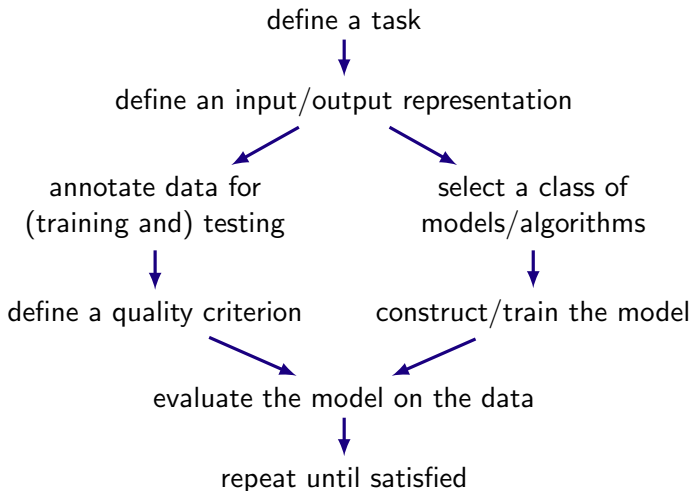 define a task
define an input/output representation
annotate data for
(training and) testing
select a class of
models/algorithms
define a quality criterion
construct/train the model
evaluate the model on the data
repeat until satisfied